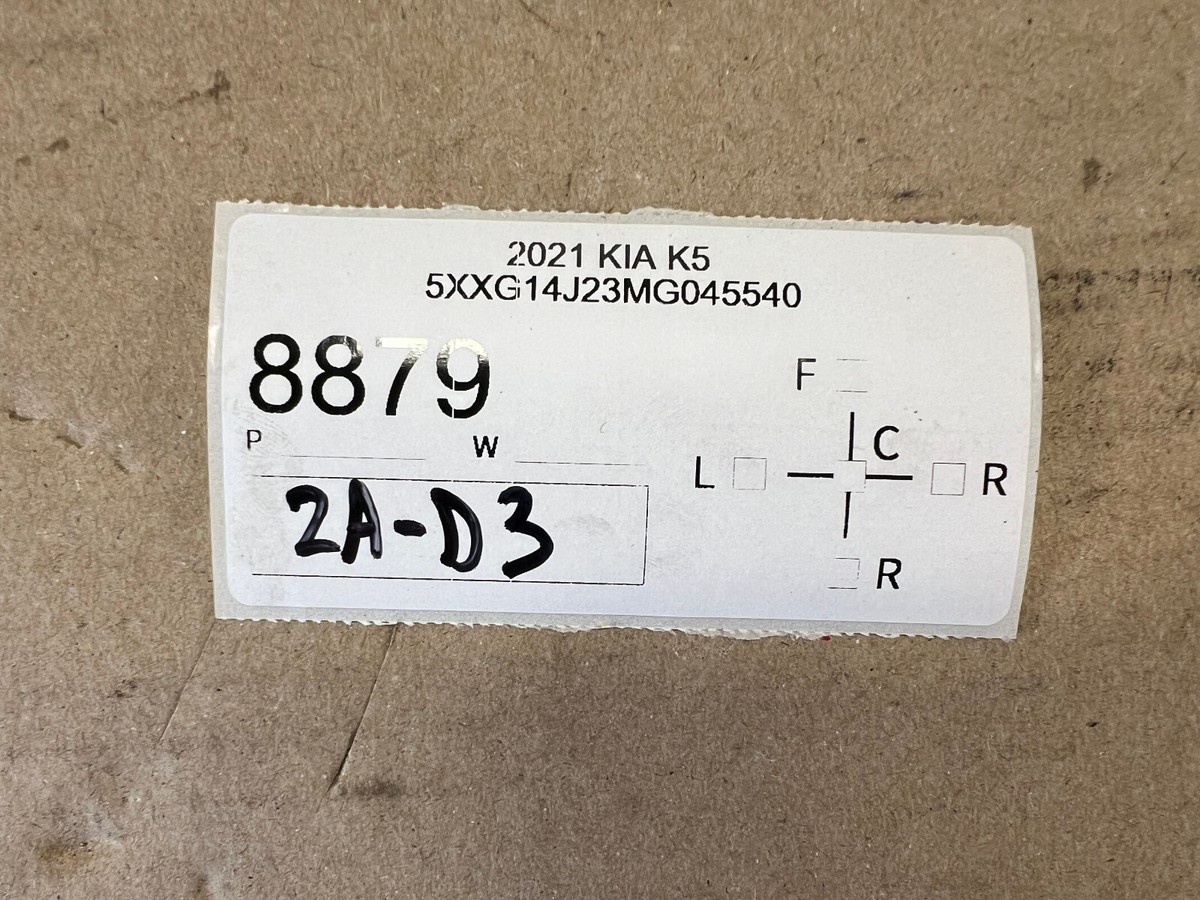 2021 KIA K5
5XXG14J23MG045540
8879
P W
2A-D3
F
C
L R
R